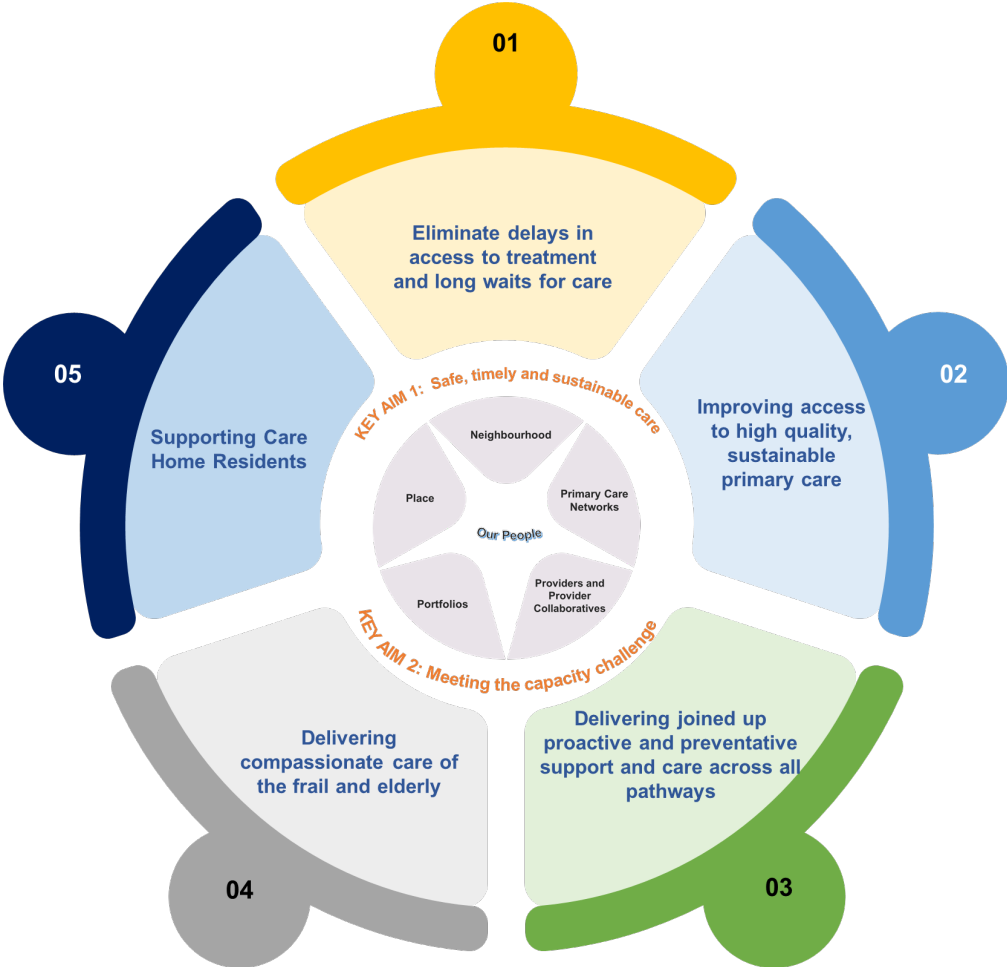 01
Eliminate delays in
access to treatment
and long waits for care
02
Improving access
to high quality,
sustainable
primary care
03
Delivering joined up
proactive and preventative
support and care across all
pathways
04
Delivering
compassionate care of
the frail and elderly
05
Supporting Care
Home Residents
KEY AIM 1: Safe, timely and sustainable care
Neighbourhood
Primary Care
Networks
Providers and
Provider
Collaboratives
Portfolios
Place
Our People
KEY AIM 2: Meeting the capacity challenge